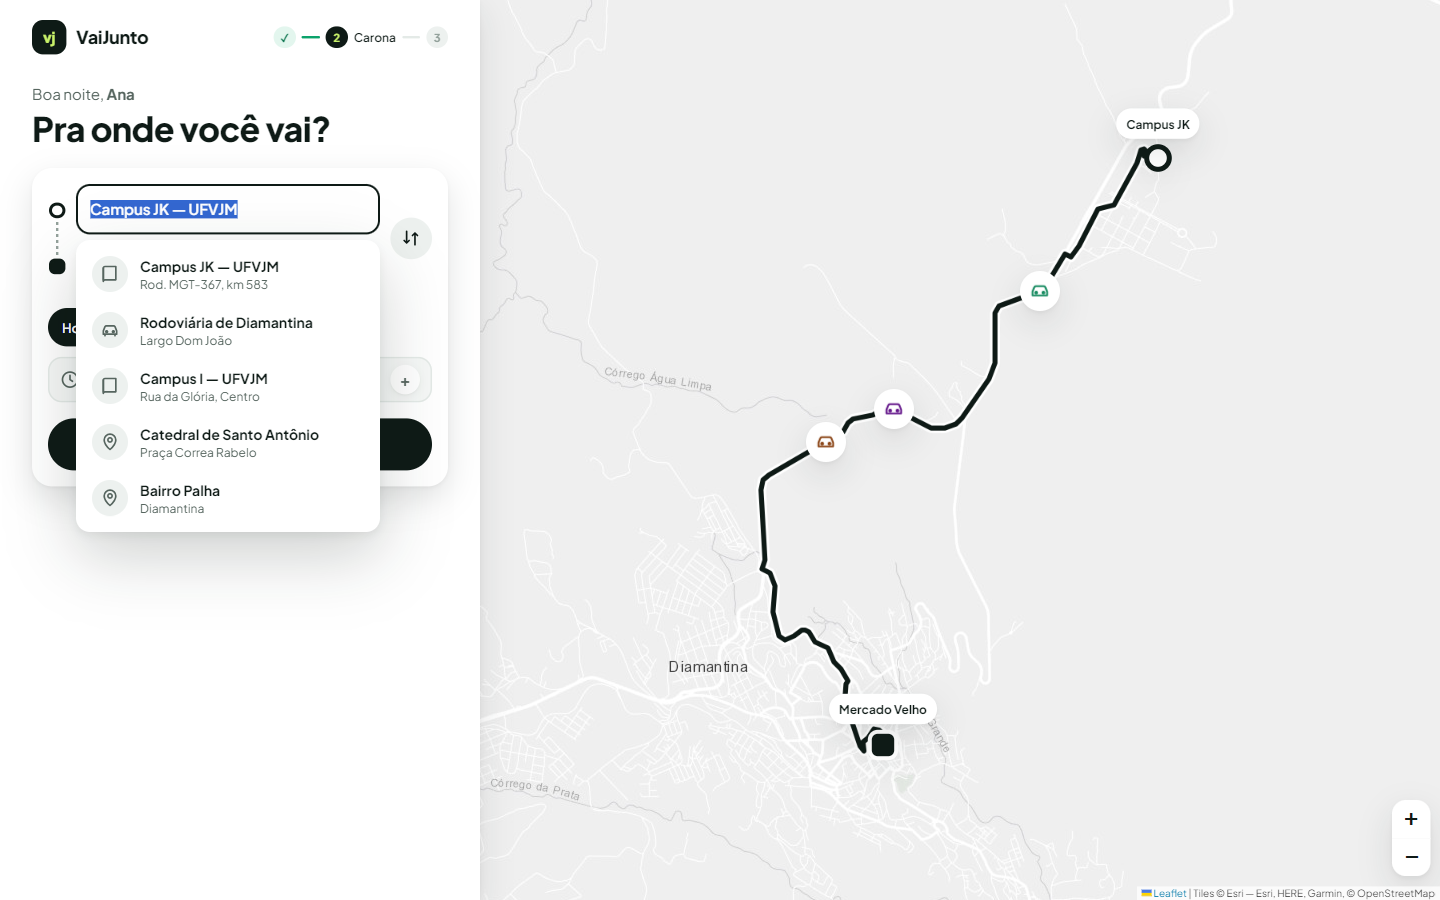 vj VaiJunto
✓ 2 Carona 3
Boa noite, Ana
Pra onde você vai?
Campus JK — UFVJM
Campus JK — UFVJM
Rod. MGT-367, km 583
Rodoviária de Diamantina
Largo Dom João
Campus I — UFVJM
Rua da Glória, Centro
Catedral de Santo Antônio
Praça Correa Rabelo
Bairro Palha
Diamantina
+
Campus JK
Córrego Água Limpa
Diamantina
Mercado Velho
Grande
Córrego da Prata
+
−
Leaflet | Tiles © Esri — Esri, HERE, Garmin, © OpenStreetMap